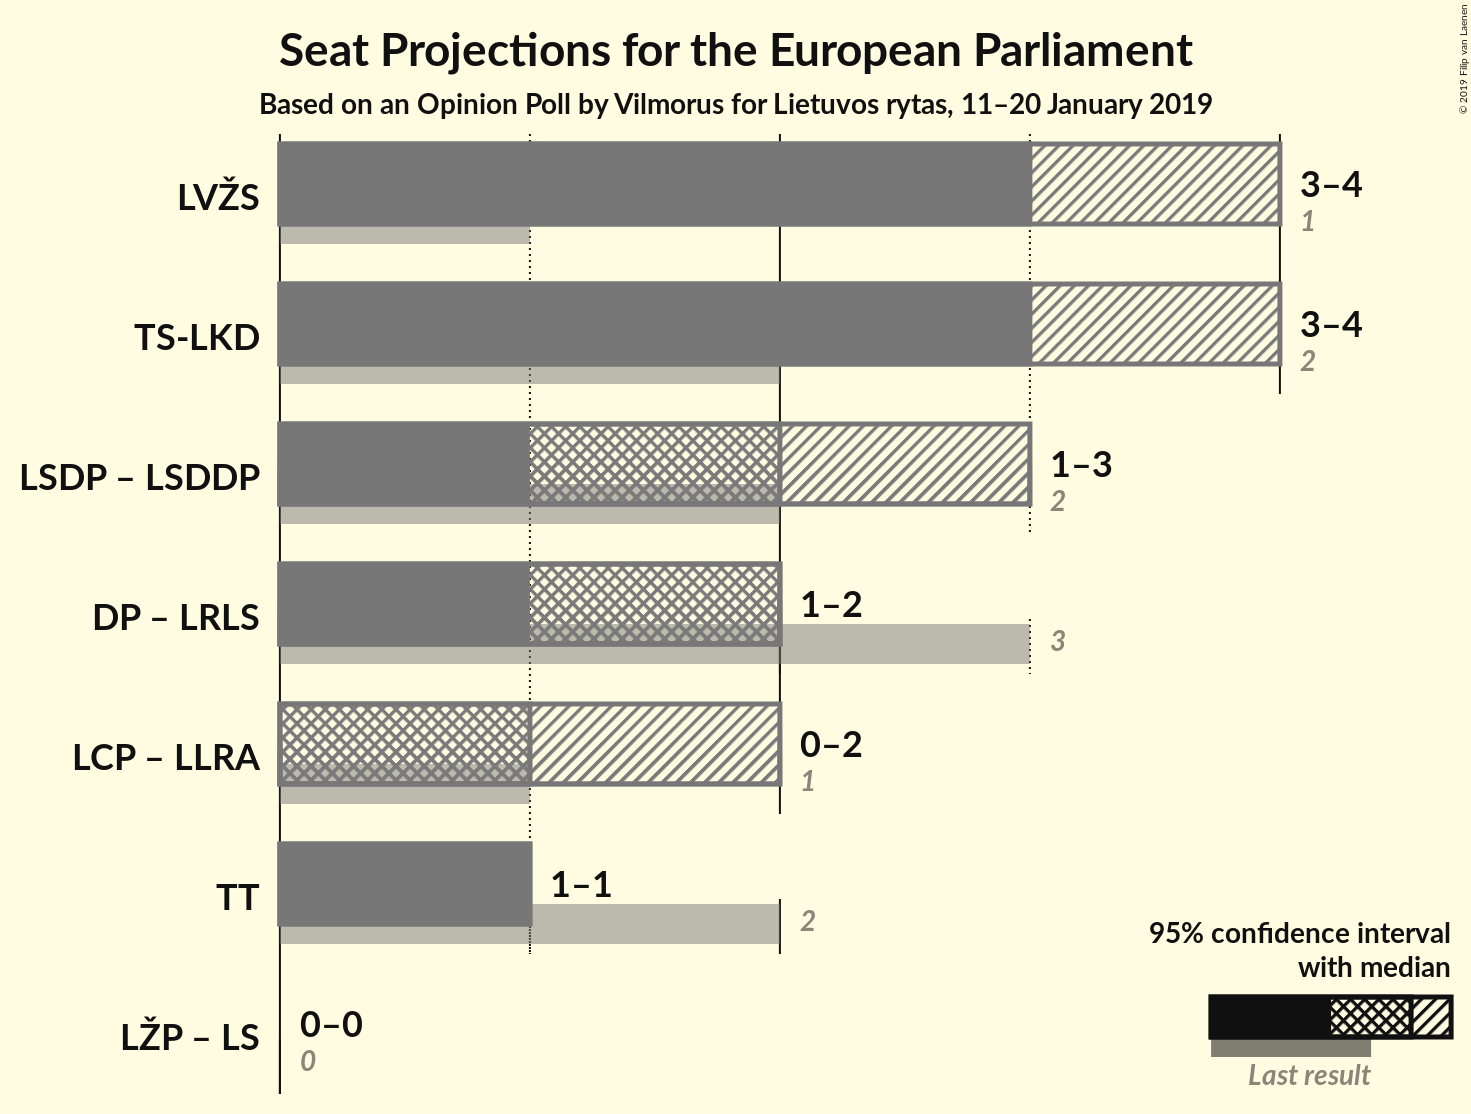 Seat Projections for the European Parliament
Based on an Opinion Poll by Vilmorus for Lietuvos rytas, 11–20 January 2019
© 2019 Filip van Laenen
LVŽS
3–4
1
TS-LKD
3–4
2
LSDP – LSDDP
1–3
2
DP – LRLS
1–2
3
LCP – LLRA
0–2
1
TT
1–1
2
LŽP – LS
0–0
0
95% confidence interval
with median
Last result